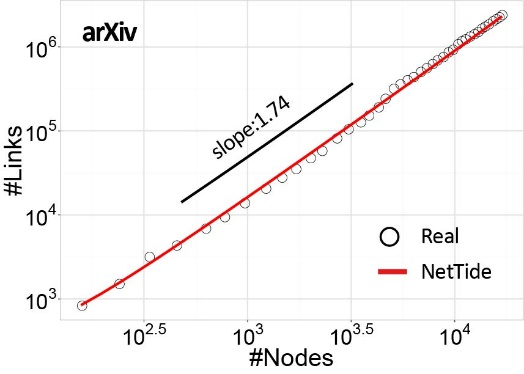 arXiv
#Links
10^6
10^5
10^4
10^3
slope:1.74
Real
NetTide
10^2.5
10^3
10^3.5
10^4
#Nodes